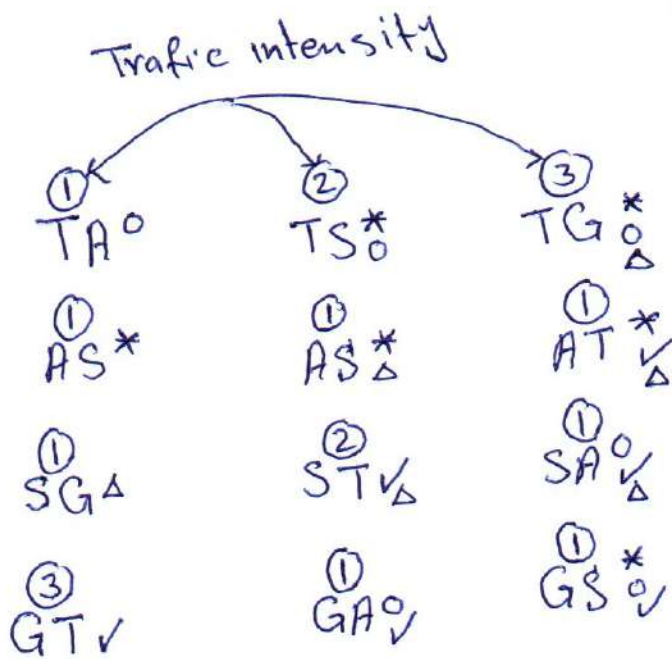 Trafic intensity
① ② ③
TA○ TS*○ TG*○△
① ① ①
AS* AS*△ AT*✓△
① ② ①
SG△ ST✓△ SA○✓△
③ ① ①
GT✓ GA○✓ GS*○✓